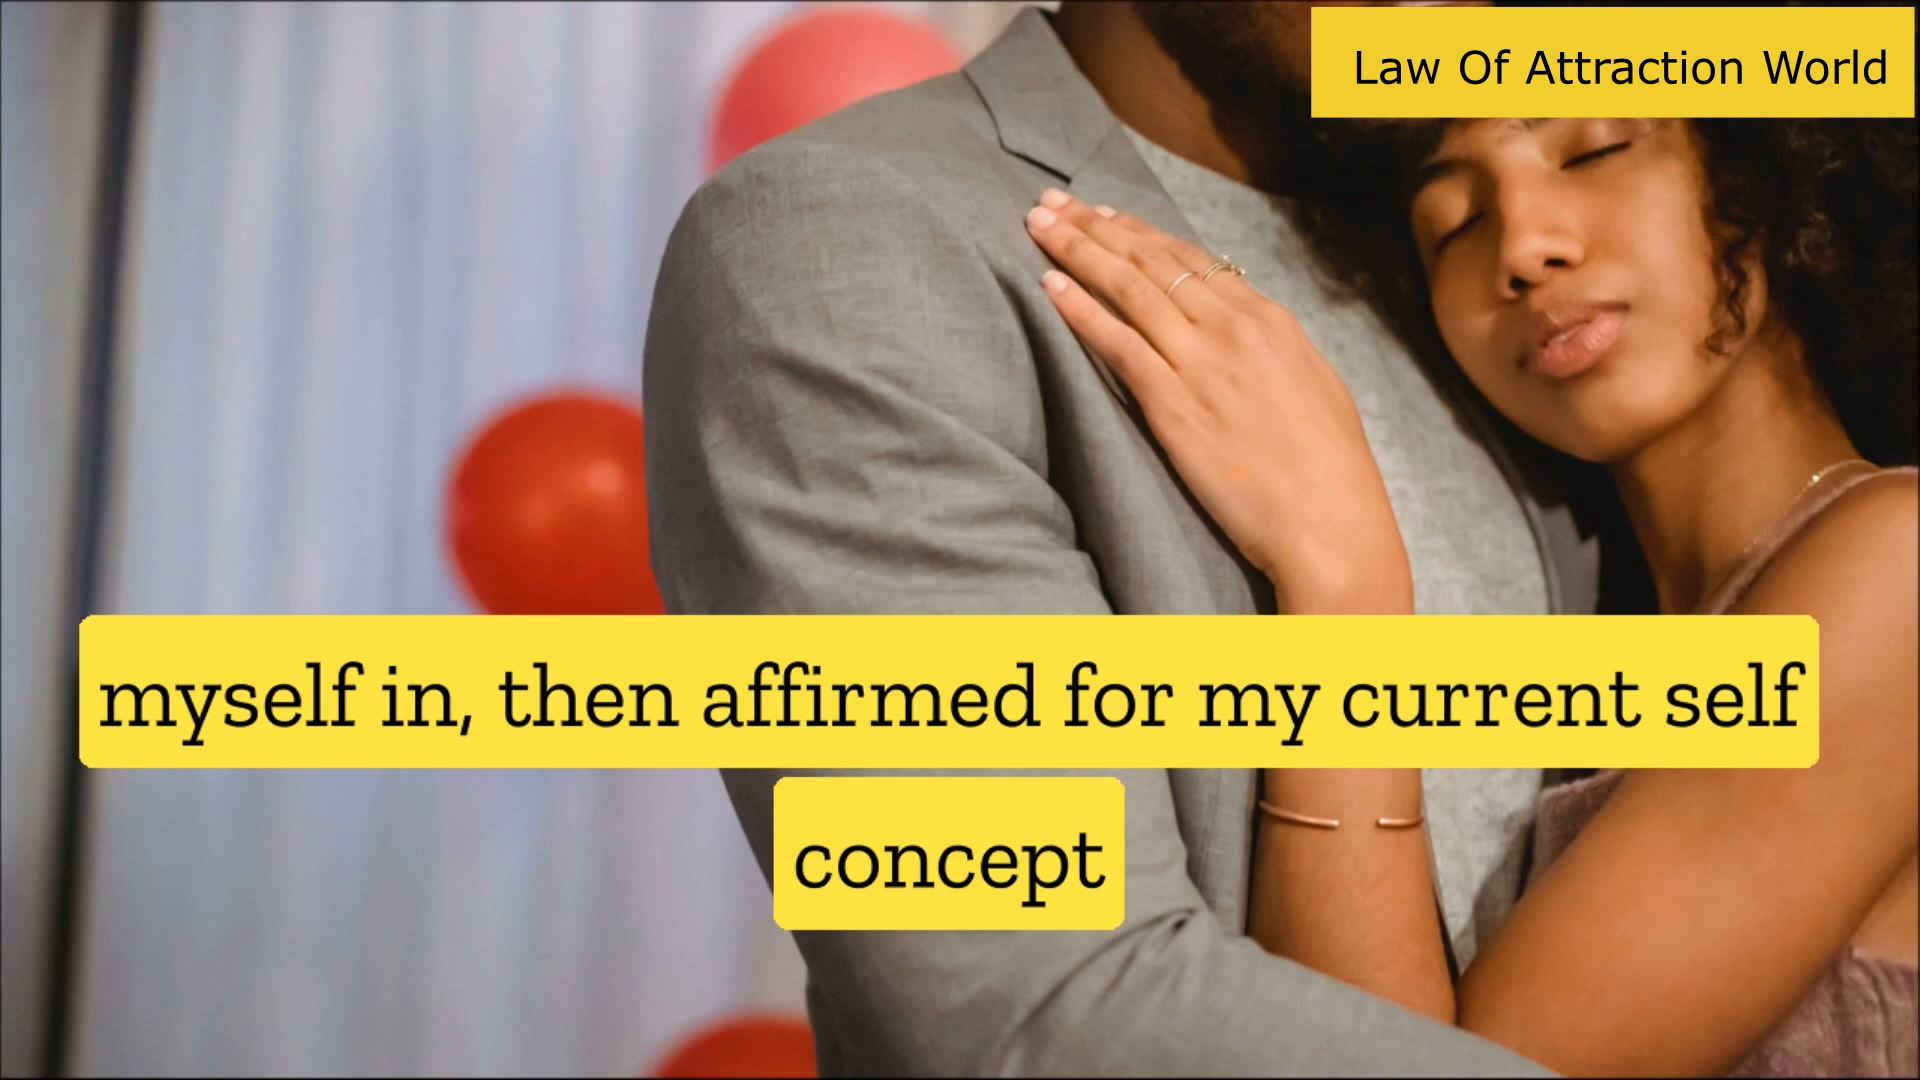 Law Of Attraction World
myself in, then affirmed for my current self
concept